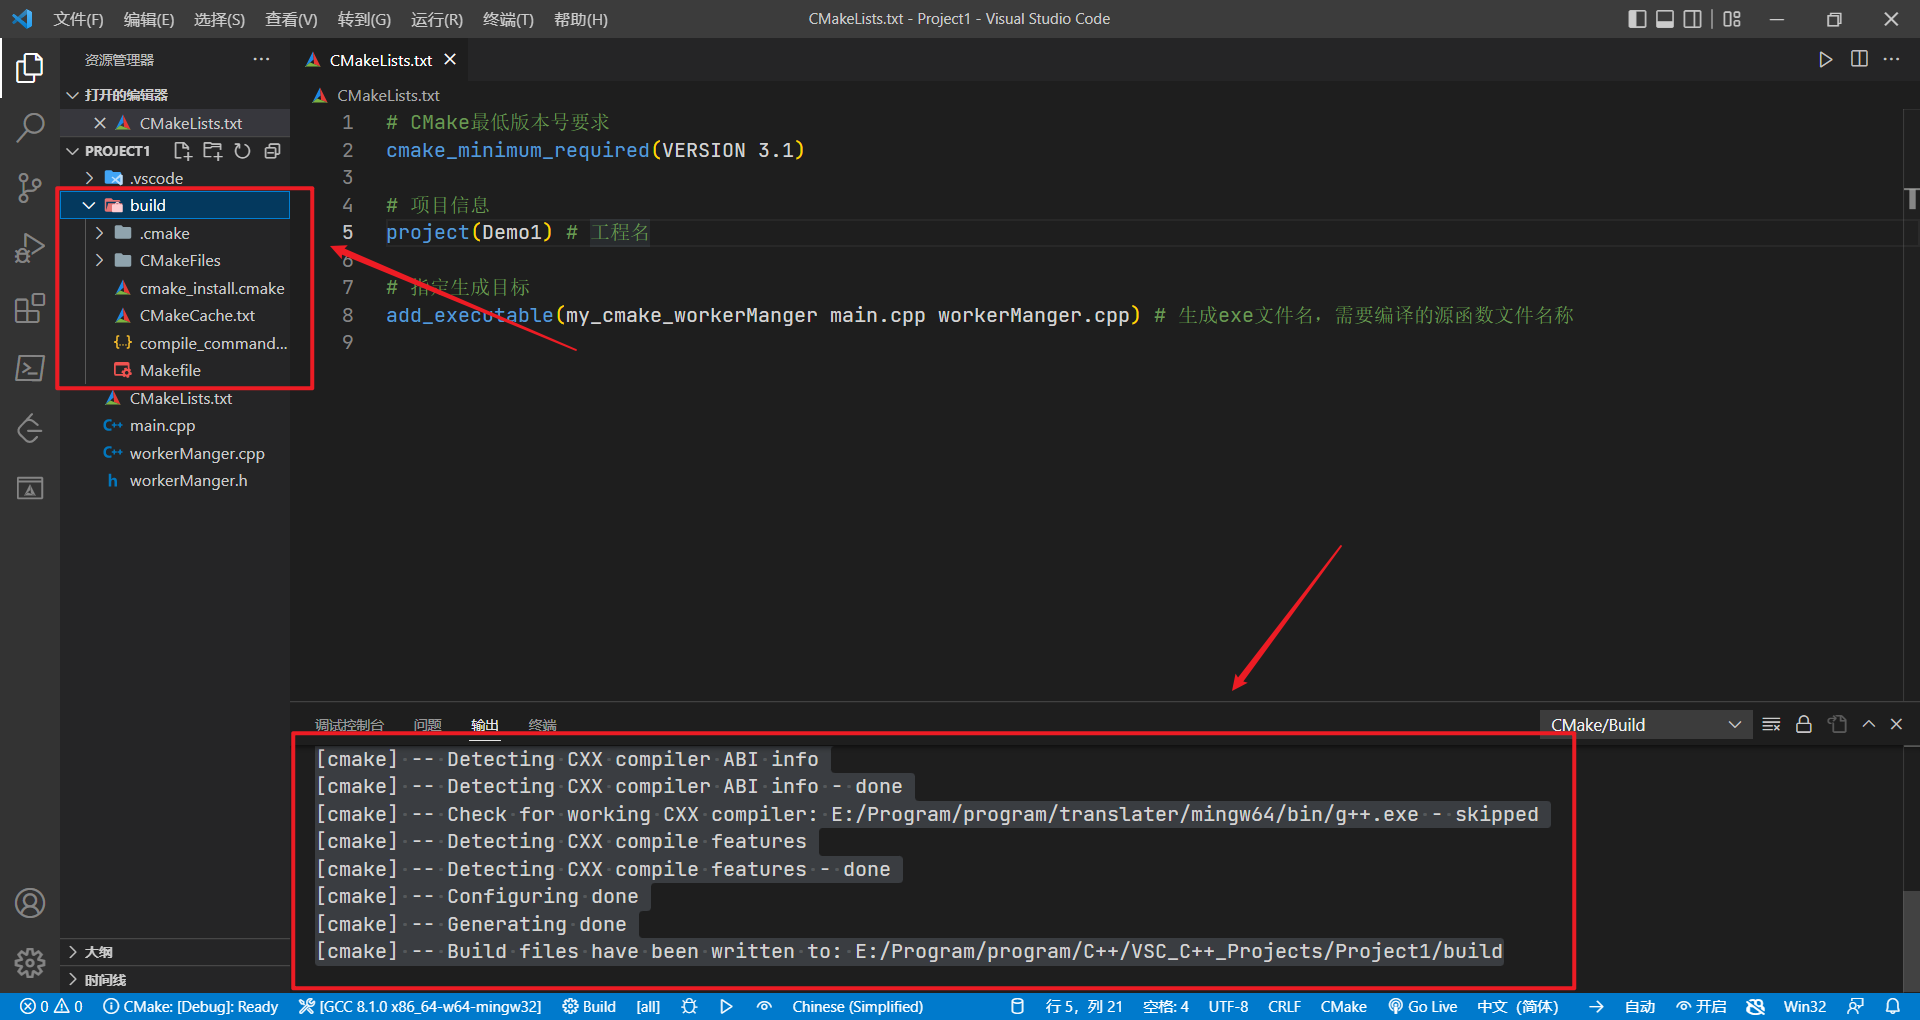 文件(F) 编辑(E) 选择(S) 查看(V) 转到(G) 运行(R) 终端(T) 帮助(H)
CMakeLists.txt - Project1 - Visual Studio Code
资源管理器
打开的编辑器
CMakeLists.txt
PROJECT1
.vscode
build
.cmake
CMakeFiles
cmake_install.cmake
CMakeCache.txt
compile_command...
Makefile
CMakeLists.txt
main.cpp
workerManger.cpp
workerManger.h
大纲
时间线
CMakeLists.txt
CMakeLists.txt
1 # CMake最低版本号要求
2 cmake_minimum_required(VERSION 3.1)
3
4 # 项目信息
5 project(Demo1) # 工程名
6
7 # 指定生成目标
8 add_executable(my_cmake_workerManger main.cpp workerManger.cpp) # 生成exe文件名，需要编译的源函数文件名称
9
调试控制台 问题 输出 终端
CMake/Build
[cmake] -- Detecting CXX compiler ABI info
[cmake] -- Detecting CXX compiler ABI info - done
[cmake] -- Check for working CXX compiler: E:/Program/program/translater/mingw64/bin/g++.exe - skipped
[cmake] -- Detecting CXX compile features
[cmake] -- Detecting CXX compile features - done
[cmake] -- Configuring done
[cmake] -- Generating done
[cmake] -- Build files have been written to: E:/Program/program/C++/VSC_C++_Projects/Project1/build
0 0 CMake: [Debug]: Ready [GCC 8.1.0 x86_64-w64-mingw32] Build [all] Chinese (Simplified) 行 5，列 21 空格: 4 UTF-8 CRLF CMake Go Live 中文（简体） 自动 开启 Win32